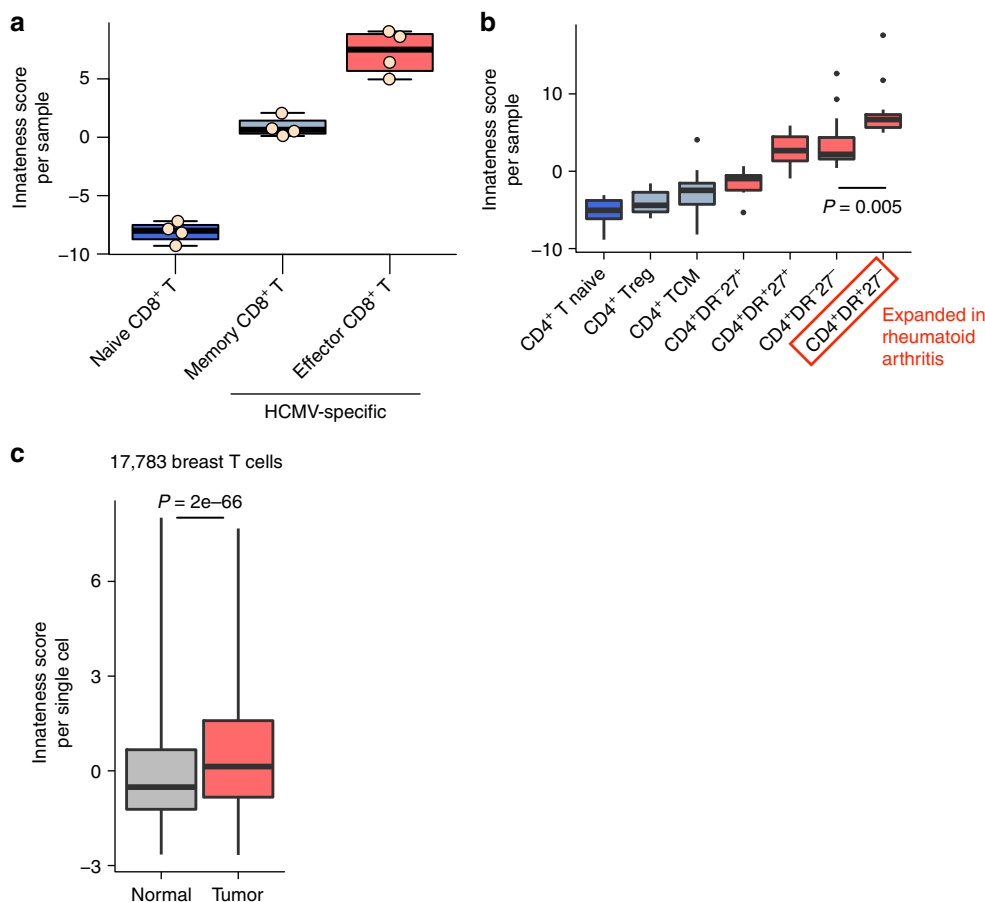 a
Innateness score
per sample
5
0
−5
−10
Naive CD8⁺ T
Memory CD8⁺ T
Effector CD8⁺ T
HCMV-specific
b
Innateness score
per sample
10
0
−10
P = 0.005
CD4⁺ T naive
CD4⁺ Treg
CD4⁺ TCM
CD4⁺DR⁻27⁺
CD4⁺DR⁺27⁺
CD4⁺DR⁻27⁻
CD4⁺DR⁺27⁻
Expanded in
rheumatoid
arthritis
c
17,783 breast T cells
P = 2e−66
Innateness score
per single cel
6
3
0
−3
Normal
Tumor